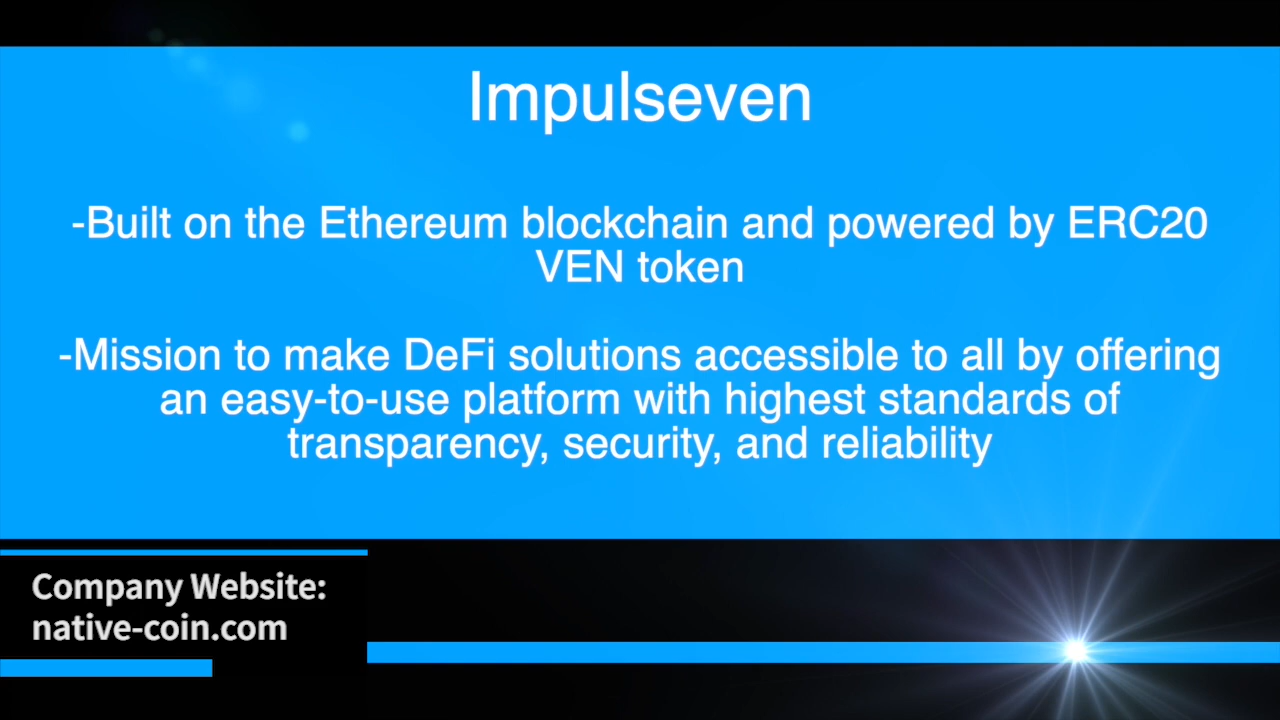 Impulseven
-Built on the Ethereum blockchain and powered by ERC20
VEN token
-Mission to make DeFi solutions accessible to all by offering
an easy-to-use platform with highest standards of
transparency, security, and reliability
Company Website:
native-coin.com